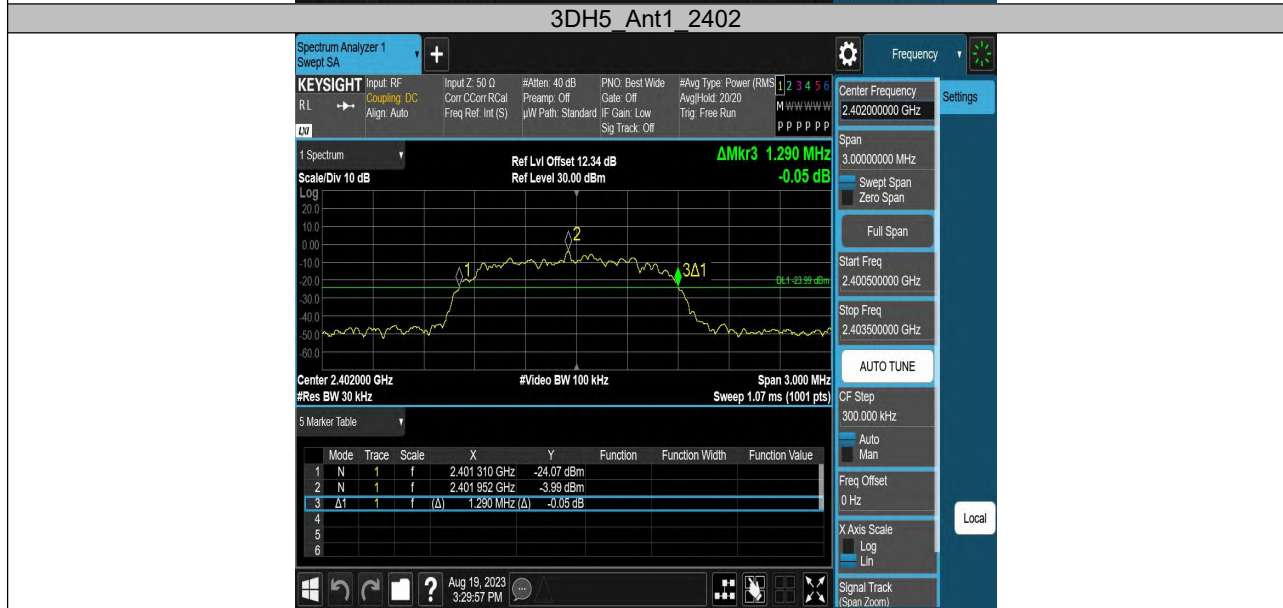 3DH5_Ant1_2402
Spectrum Analyzer 1
Swept SA
+
Frequency
KEYSIGHT
Input: RF
Coupling: DC
Align: Auto
Input Z: 50 Ω
Corr CCorr RCal
Freq Ref: Int (S)
#Atten: 40 dB
Preamp: Off
µW Path: Standard
PNO: Best Wide
Gate: Off
IF Gain: Low
Sig Track: Off
#Avg Type: Power (RMS
Avg|Hold: 20/20
Trig: Free Run
1 2 3 4 5 6
M W W W W W
P P P P P P
R L
LXI
Center Frequency
2.402000000 GHz
Settings
1 Spectrum
Scale/Div 10 dB
Ref Lvl Offset 12.34 dB
Ref Level 30.00 dBm
ΔMkr3 1.290 MHz
-0.05 dB
Log
20.0
10.0
0.00
-10.0
-20.0
-30.0
-40.0
-50.0
-60.0
1
2
3Δ1
DL1 -23.99 dBm
Center 2.402000 GHz
#Res BW 30 kHz
#Video BW 100 kHz
Span 3.000 MHz
Sweep 1.07 ms (1001 pts)
Span
3.00000000 MHz
Swept Span
Zero Span
Full Span
Start Freq
2.400500000 GHz
Stop Freq
2.403500000 GHz
AUTO TUNE
CF Step
300.000 kHz
Auto
Man
Freq Offset
0 Hz
X Axis Scale
Log
Lin
Signal Track
(Span Zoom)
Local
5 Marker Table
Mode Trace Scale X Y Function Function Width Function Value
1 N 1 f 2.401 310 GHz -24.07 dBm
2 N 1 f 2.401 952 GHz -3.99 dBm
3 Δ1 1 f (Δ) 1.290 MHz (Δ) -0.05 dB
4
5
6
?
Aug 19, 2023
3:29:57 PM